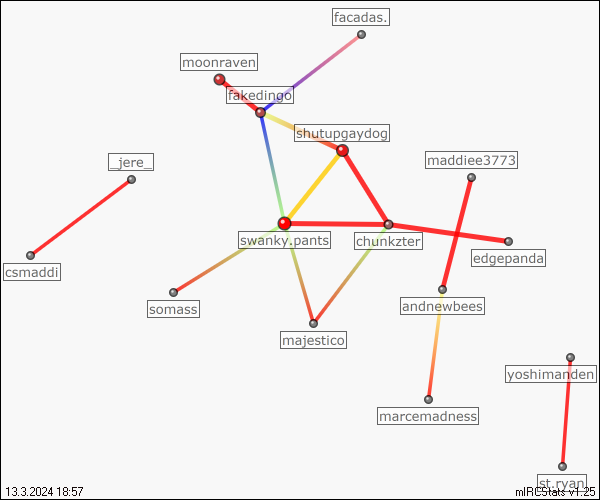 facadas.
moonraven
fakedingo
shutupgaydog
_jere_
maddiee3773
swanky.pants
chunkzter
edgepanda
csmaddi
somass
andnewbees
majestico
yoshimanden
marcemadness
st.ryan
13.3.2024 18:57
mIRCStats v1.25